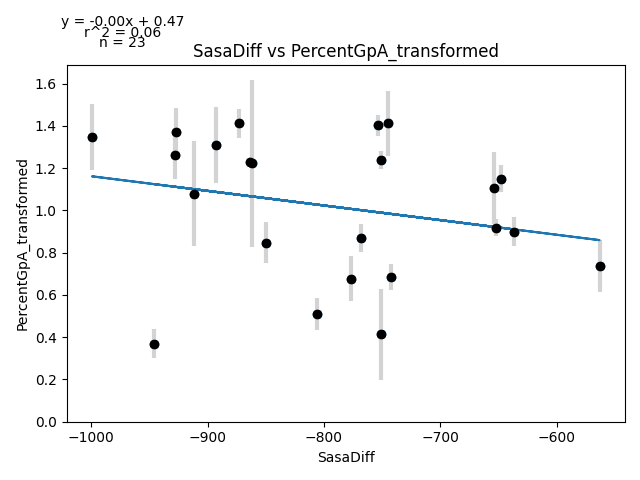 y = -0.00x + 0.47
r^2 = 0.06
n = 23
SasaDiff vs PercentGpA_transformed
1.6
1.4
1.2
1.0
0.8
0.6
0.4
0.2
0.0
PercentGpA_transformed
−1000
−900
−800
−700
−600
SasaDiff